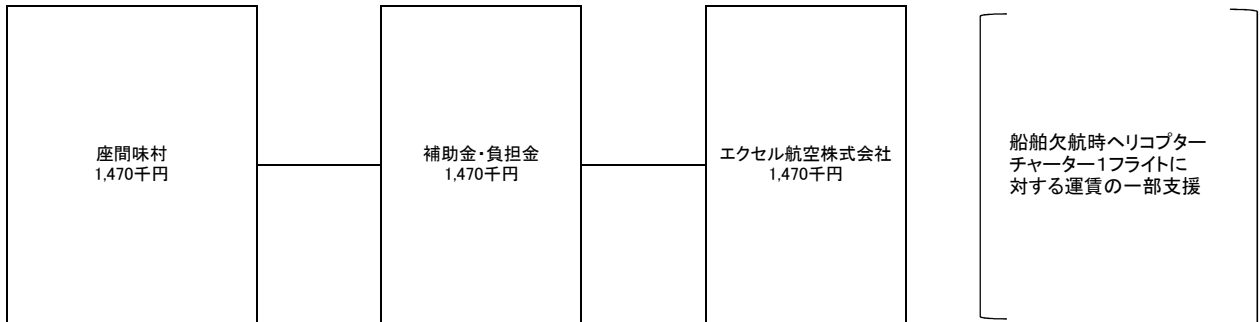 座間味村
1,470千円
補助金・負担金
1,470千円
エクセル航空株式会社
1,470千円
船舶欠航時ヘリコプター
チャーター１フライトに
対する運賃の一部支援